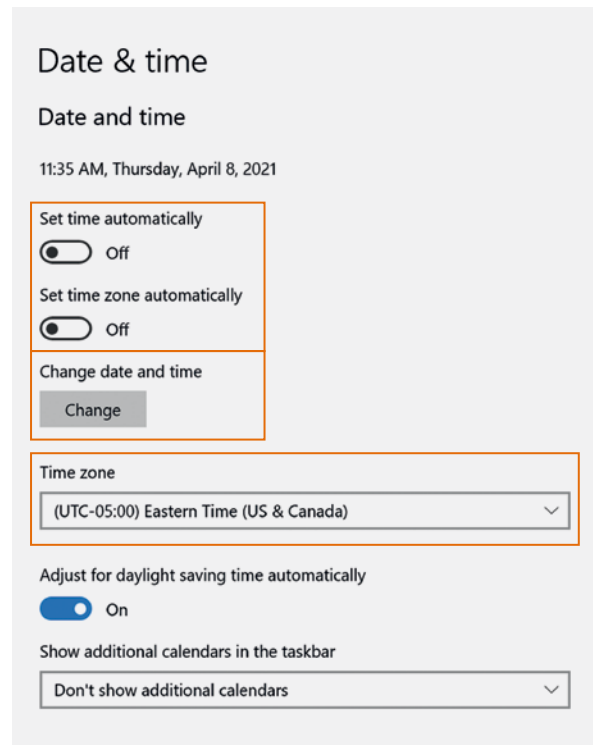 Date & time
Date and time
11:35 AM, Thursday, April 8, 2021
Set time automatically
Off
Set time zone automatically
Off
Change date and time
Change
Time zone
(UTC-05:00) Eastern Time (US & Canada)
Adjust for daylight saving time automatically
On
Show additional calendars in the taskbar
Don't show additional calendars